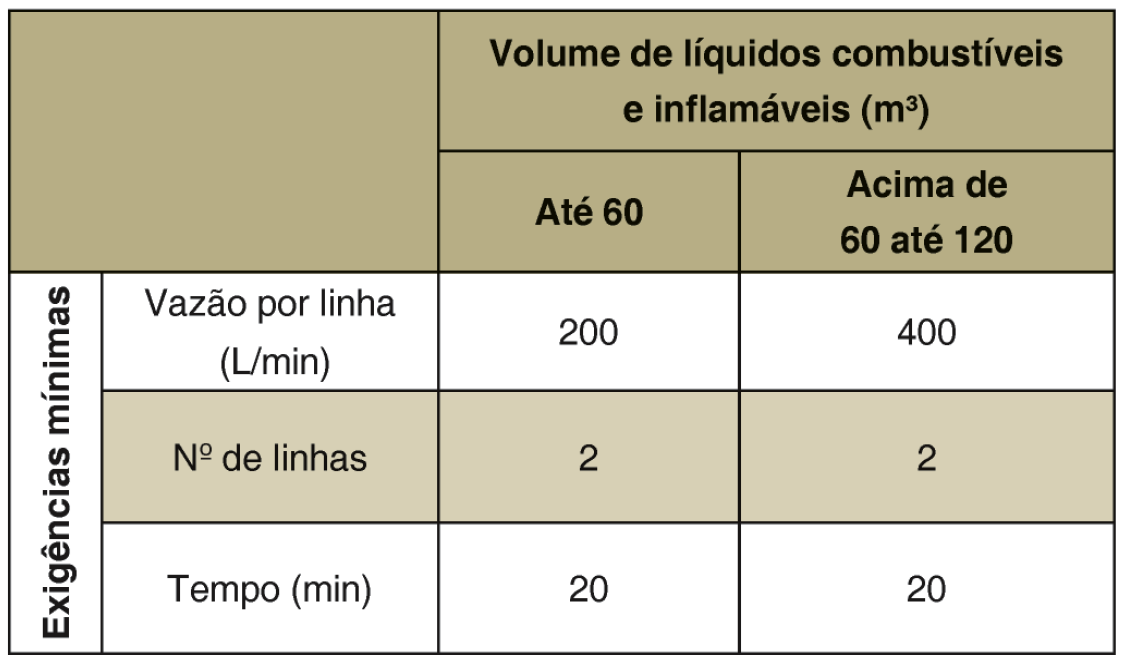 Volume de líquidos combustíveis
e inflamáveis (m³)
Até 60
Acima de
60 até 120
Exigências mínimas
Vazão por linha
(L/min)
200
400
Nº de linhas
2
2
Tempo (min)
20
20